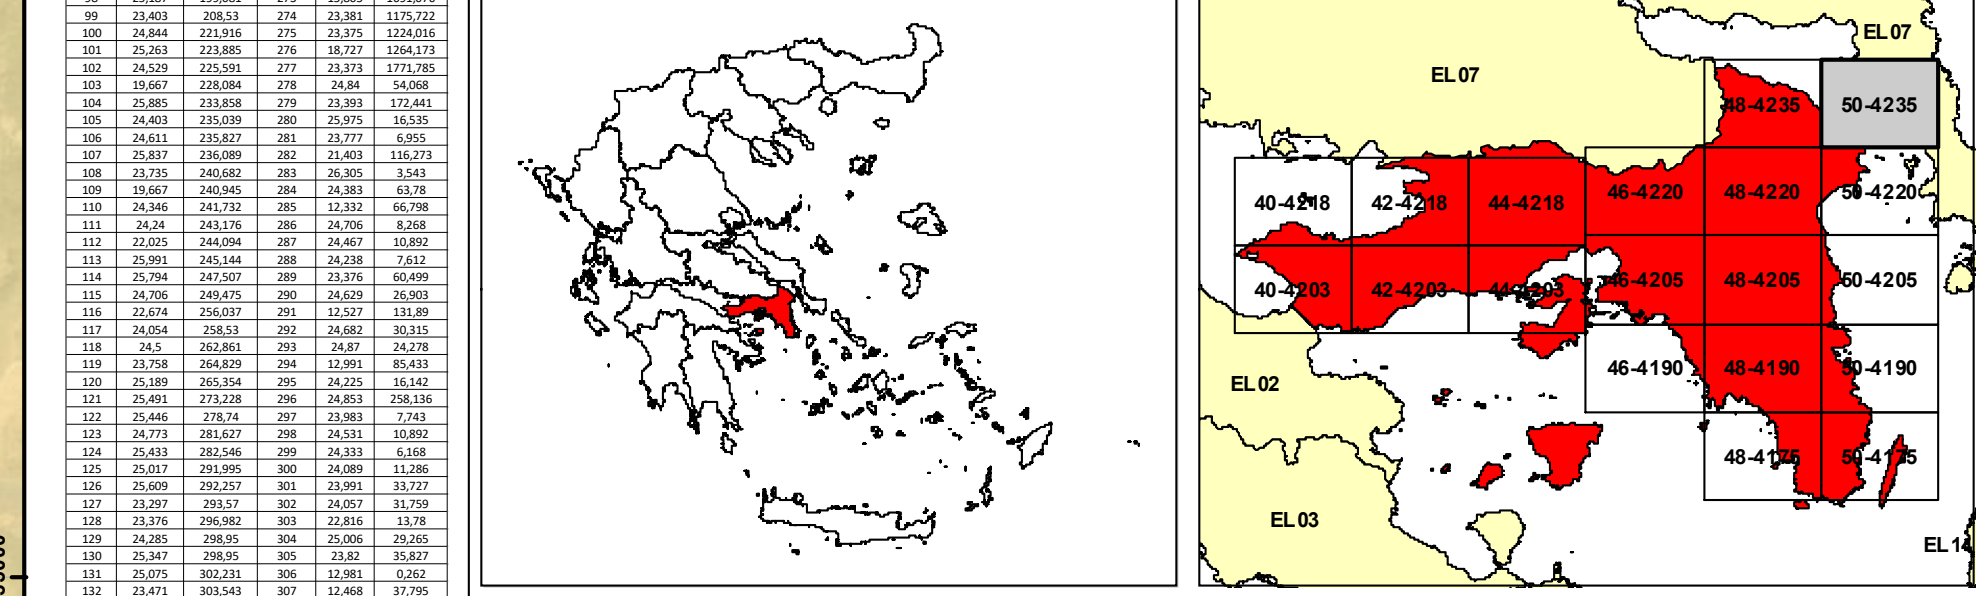 99 23,403 208,53 274 23,381 1175,722
100 24,844 221,916 275 23,375 1224,016
101 25,263 223,885 276 18,727 1264,173
102 24,529 225,591 277 23,373 1771,785
103 19,667 228,084 278 24,84 54,068
104 25,885 233,858 279 23,393 172,441
105 24,403 235,039 280 25,975 16,535
106 24,611 235,827 281 23,777 6,955
107 25,837 236,089 282 21,403 116,273
108 23,735 240,682 283 26,305 3,543
109 19,667 240,945 284 24,383 63,78
110 24,346 241,732 285 12,332 66,798
111 24,24 243,176 286 24,706 8,268
112 22,025 244,094 287 24,467 10,892
113 25,991 245,144 288 24,238 7,612
114 25,794 247,507 289 23,376 60,499
115 24,706 249,475 290 24,629 26,903
116 22,674 256,037 291 12,527 131,89
117 24,054 258,53 292 24,682 30,315
118 24,5 262,861 293 24,87 24,278
119 23,758 264,829 294 12,991 85,433
120 25,189 265,354 295 24,225 16,142
121 25,491 273,228 296 24,853 258,136
122 25,446 278,74 297 23,983 7,743
123 24,773 281,627 298 24,531 10,892
124 25,433 282,546 299 24,333 6,168
125 25,017 291,995 300 24,089 11,286
126 25,609 292,257 301 23,991 33,727
127 23,297 293,57 302 24,057 31,759
128 23,376 296,982 303 22,816 13,78
129 24,285 298,95 304 25,006 29,265
130 25,347 298,95 305 23,82 35,827
131 25,075 302,231 306 12,981 0,262
132 23,471 303,543 307 12,468 37,795
EL07
EL07
48-4235 50-4235
40-4218 42-4218 44-4218 46-4220 48-4220 50-4220
40-4203 42-4203 44-4203 46-4205 48-4205 50-4205
46-4190 48-4190 50-4190
EL02
48-4175 50-4175
EL03
EL14